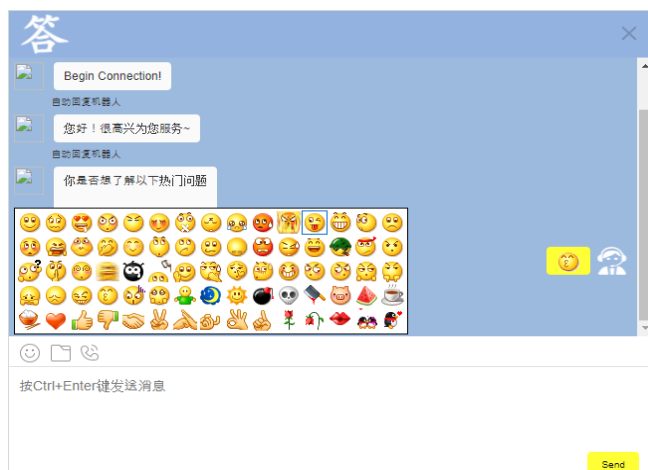 答
Begin Connection!
自动回复机器人
您好！很高兴为您服务~
自动回复机器人
你是否想了解以下热门问题
按Ctrl+Enter键发送消息
Send